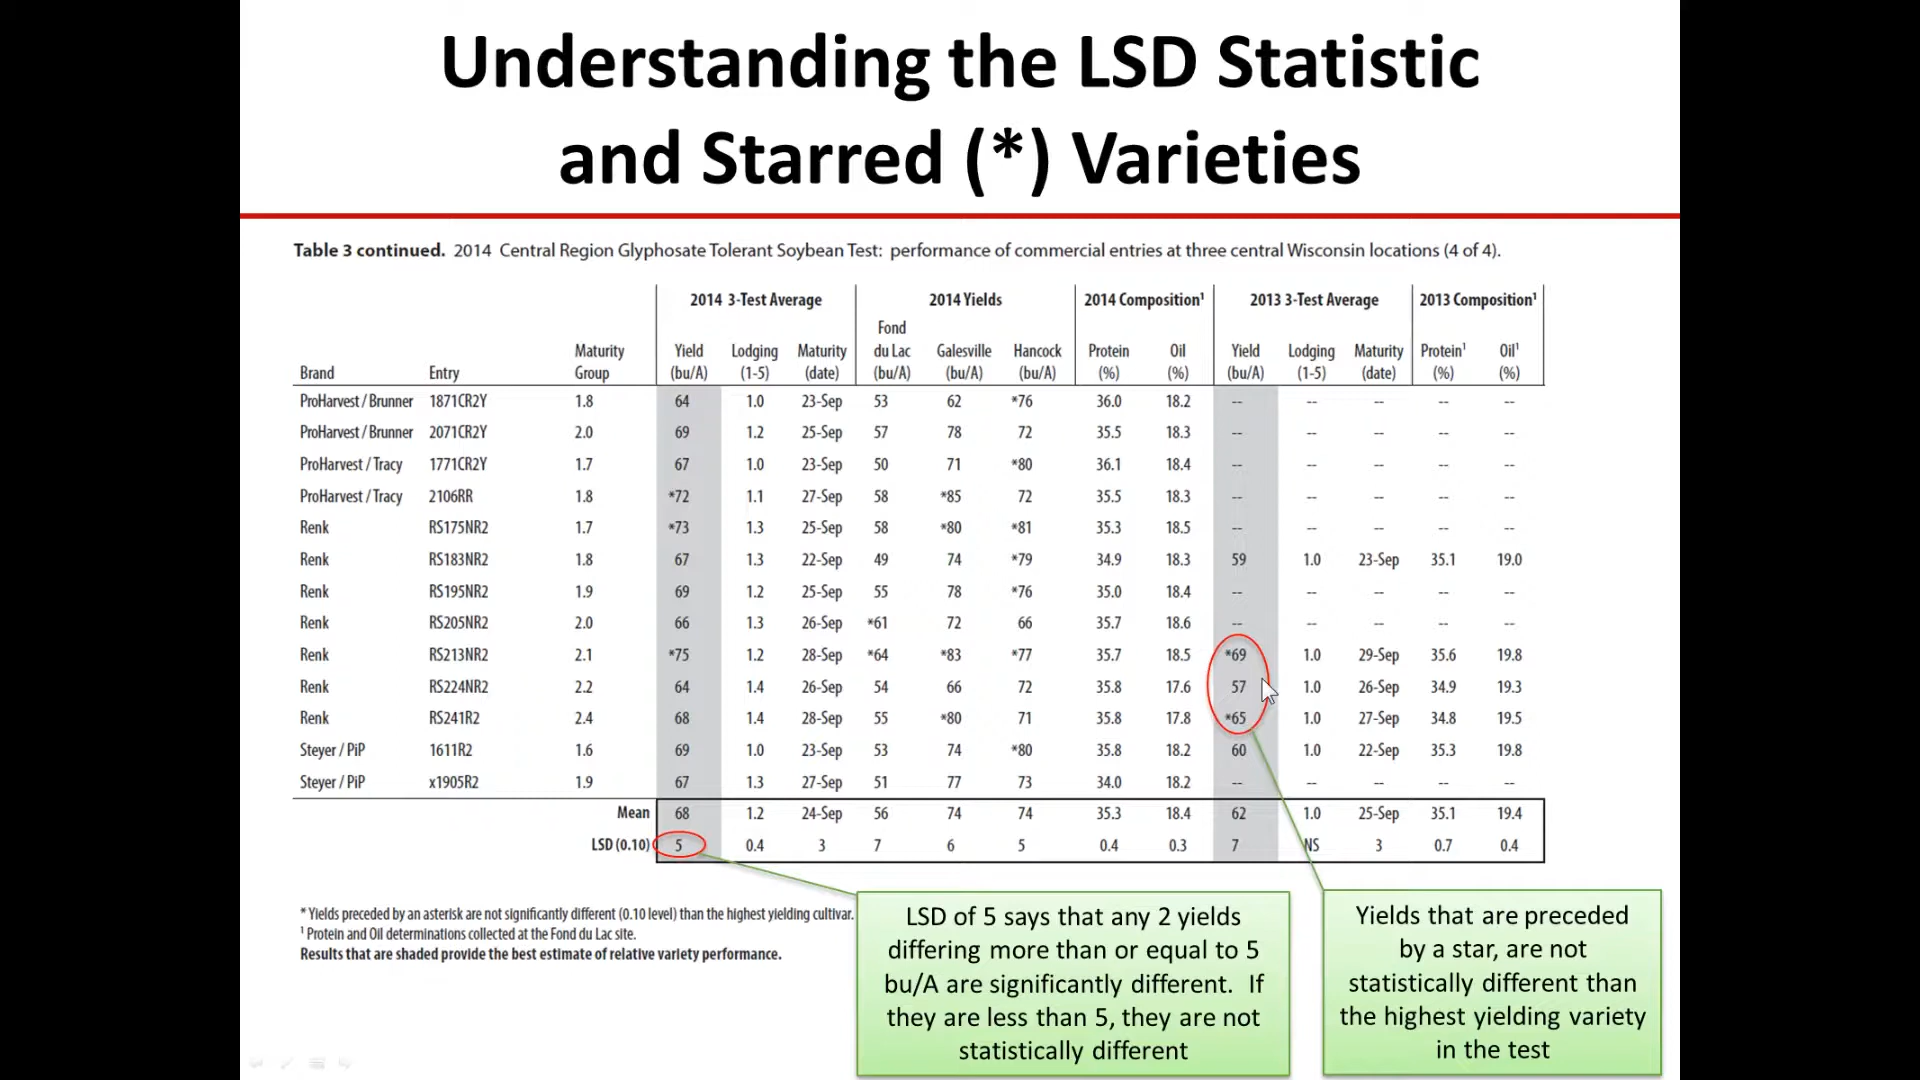 Understanding the LSD Statistic
and Starred (*) Varieties
Table 3 continued. 2014 Central Region Glyphosate Tolerant Soybean Test: performance of commercial entries at three central Wisconsin locations (4 of 4).
2014 3-Test Average 2014 Yields 2014 Composition¹ 2013 3-Test Average 2013 Composition¹
Fond
Maturity Yield Lodging Maturity du Lac Galesville Hancock Protein Oil Yield Lodging Maturity Protein¹ Oil¹
Brand Entry Group (bu/A) (1-5) (date) (bu/A) (bu/A) (bu/A) (%) (%) (bu/A) (1-5) (date) (%) (%)
ProHarvest / Brunner 1871CR2Y 1.8 64 1.0 23-Sep 53 62 *76 36.0 18.2 -- -- -- -- --
ProHarvest / Brunner 2071CR2Y 2.0 69 1.2 25-Sep 57 78 72 35.5 18.3 -- -- -- -- --
ProHarvest / Tracy 1771CR2Y 1.7 67 1.0 23-Sep 50 71 *80 36.1 18.4 -- -- -- -- --
ProHarvest / Tracy 2106RR 1.8 *72 1.1 27-Sep 58 *85 72 35.5 18.3 -- -- -- -- --
Renk RS175NR2 1.7 *73 1.3 25-Sep 58 *80 *81 35.3 18.5 -- -- -- -- --
Renk RS183NR2 1.8 67 1.3 22-Sep 49 74 *79 34.9 18.3 59 1.0 23-Sep 35.1 19.0
Renk RS195NR2 1.9 69 1.2 25-Sep 55 78 *76 35.0 18.4 -- -- -- -- --
Renk RS205NR2 2.0 66 1.3 26-Sep *61 72 66 35.7 18.6 -- -- -- -- --
Renk RS213NR2 2.1 *75 1.2 28-Sep *64 *83 *77 35.7 18.5 *69 1.0 29-Sep 35.6 19.8
Renk RS224NR2 2.2 64 1.4 26-Sep 54 66 72 35.8 17.6 57 1.0 26-Sep 34.9 19.3
Renk RS241R2 2.4 68 1.4 28-Sep 55 *80 71 35.8 17.8 *65 1.0 27-Sep 34.8 19.5
Steyer / PiP 1611R2 1.6 69 1.0 23-Sep 53 74 *80 35.8 18.2 60 1.0 22-Sep 35.3 19.8
Steyer / PiP x1905R2 1.9 67 1.3 27-Sep 51 77 73 34.0 18.2 -- -- -- -- --
Mean 68 1.2 24-Sep 56 74 74 35.3 18.4 62 1.0 25-Sep 35.1 19.4
LSD (0.10) 5 0.4 3 7 6 5 0.4 0.3 7 NS 3 0.7 0.4
* Yields preceded by an asterisk are not significantly different (0.10 level) than the highest yielding cultivar.
¹ Protein and Oil determinations collected at the Fond du Lac site.
Results that are shaded provide the best estimate of relative variety performance.
LSD of 5 says that any 2 yields
differing more than or equal to 5
bu/A are significantly different. If
they are less than 5, they are not
statistically different
Yields that are preceded
by a star, are not
statistically different than
the highest yielding variety
in the test